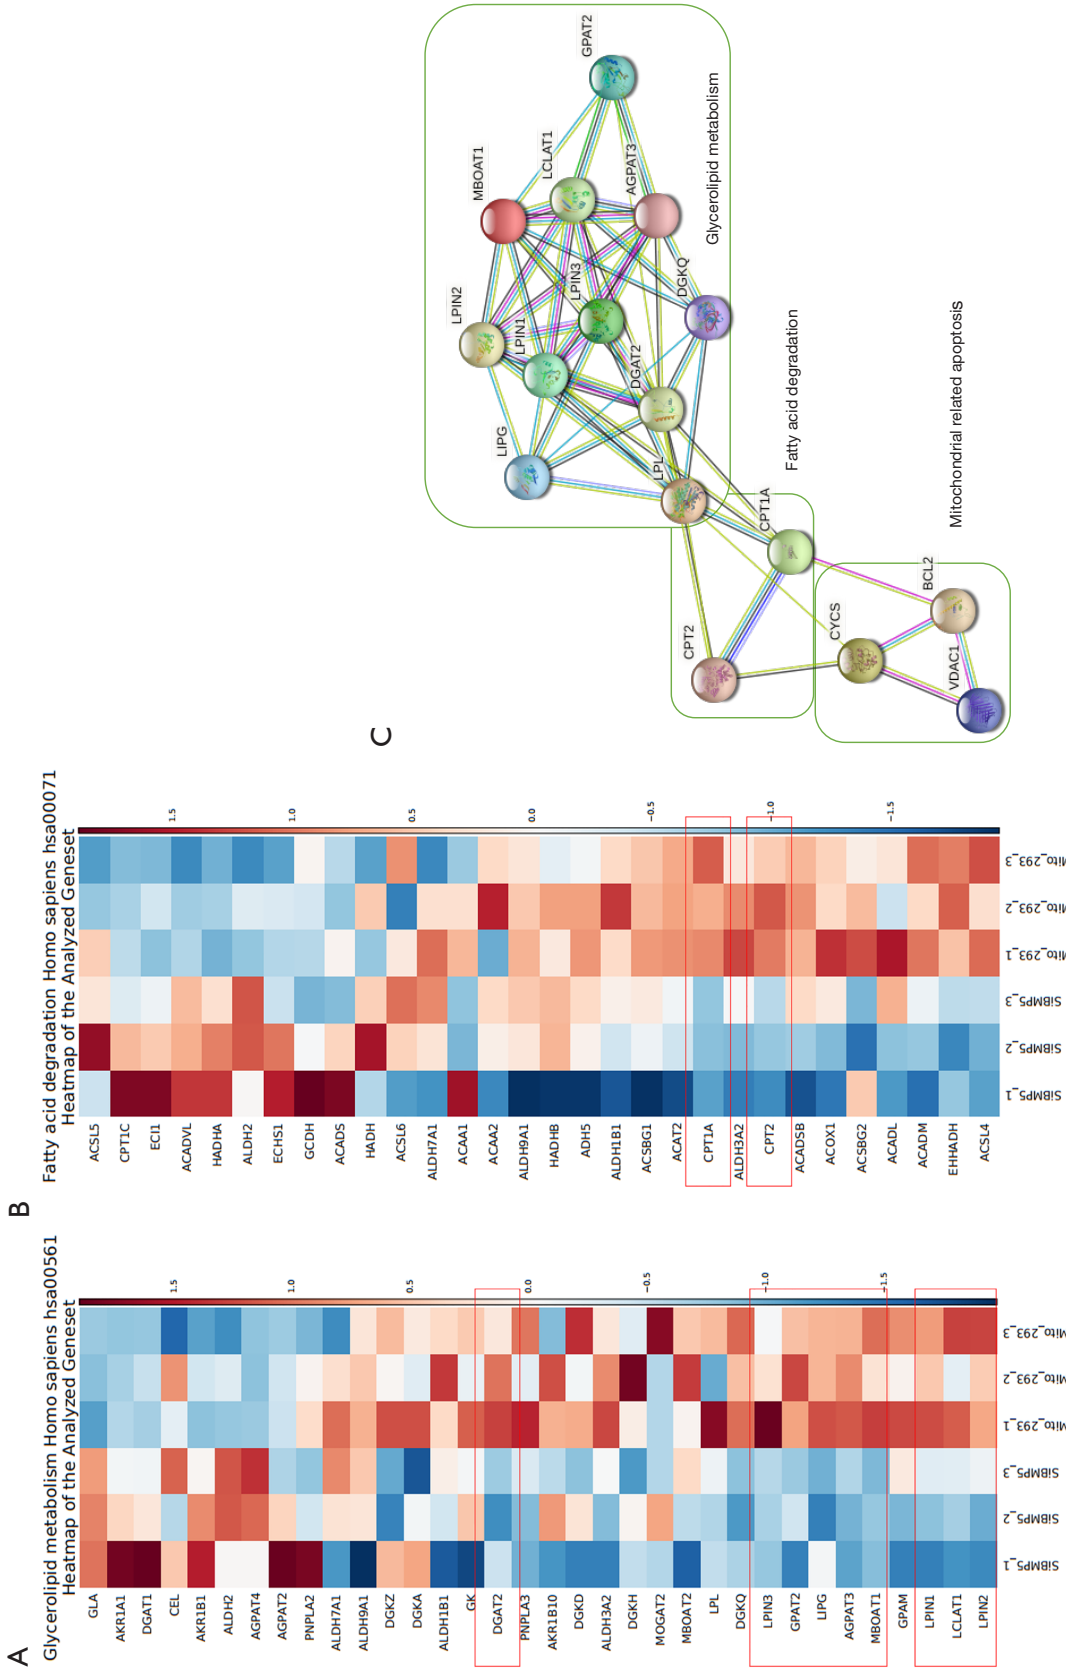 A
Glycerolipid metabolism Homo sapiens hsa00561
Heatmap of the Analyzed Geneset
GLA
AKR1A1
DGAT1
CEL
AKR1B1
ALDH2
AGPAT4
AGPAT2
PNPLA2
ALDH7A1
ALDH9A1
DGKZ
DGKA
ALDH1B1
GK
DGAT2
PNPLA3
AKR1B10
DGKD
ALDH3A2
DGKH
MOGAT2
MBOAT2
LPL
DGKQ
LPIN3
GPAT2
LIPG
AGPAT3
MBOAT1
GPAM
LPIN1
LCLAT1
LPIN2
SiBMP5_1
SiBMP5_2
SiBMP5_3
Mito_293_1
Mito_293_2
Mito_293_3
1.5
1.0
0.5
0.0
−0.5
−1.0
−1.5
B
Fatty acid degradation Homo sapiens hsa00071
Heatmap of the Analyzed Geneset
ACSL5
CPT1C
ECI1
ACADVL
HADHA
ALDH2
ECHS1
GCDH
ACADS
HADH
ACSL6
ALDH7A1
ACAA1
ACAA2
ALDH9A1
HADHB
ADH5
ALDH1B1
ACSBG1
ACAT2
CPT1A
ALDH3A2
CPT2
ACADSB
ACOX1
ACSBG2
ACADL
ACADM
EHHADH
ACSL4
SiBMP5_1
SiBMP5_2
SiBMP5_3
Mito_293_1
Mito_293_2
Mito_293_3
1.5
1.0
0.5
0.0
−0.5
−1.0
−1.5
C
GPAT2
MBOAT1
LCLAT1
AGPAT3
LPIN2
LPIN1
LPIN3
DGKQ
DGAT2
LIPG
LPL
Glycerolipid metabolism
CPT1A
CPT2
Fatty acid degradation
CYCS
BCL2
VDAC1
Mitochondrial related apoptosis